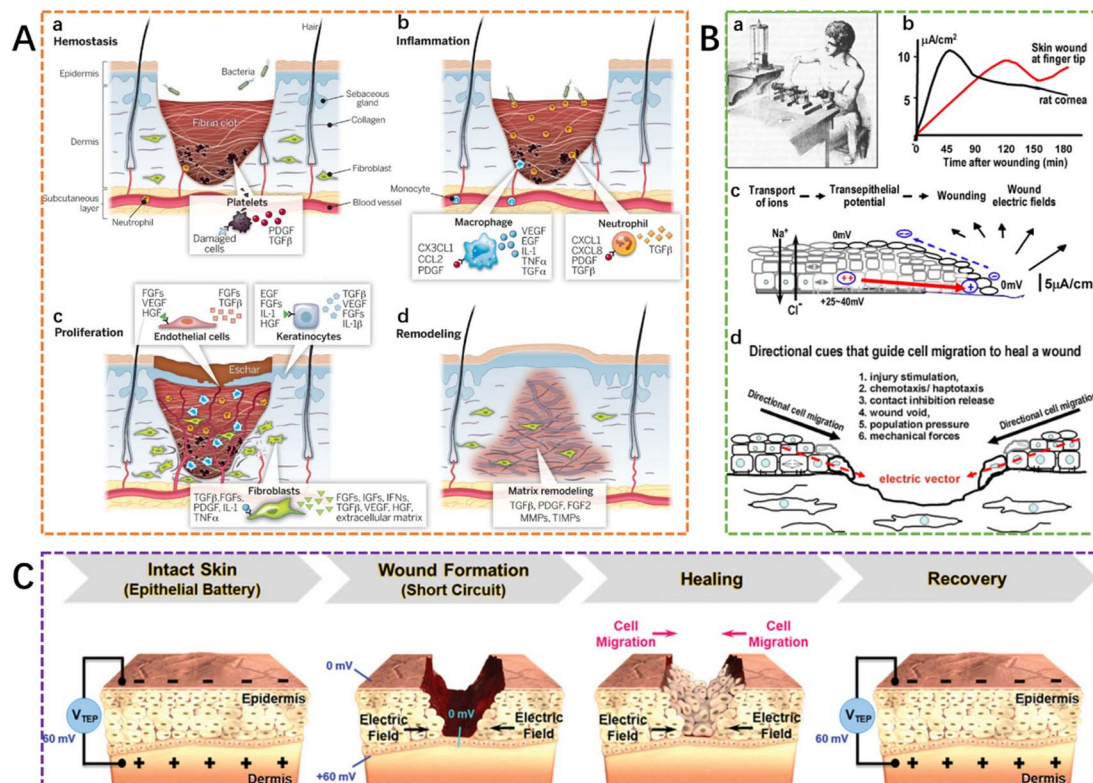 A
a
Hemostasis
Hair
Bacteria
Epidermis
Sebaceous
gland
Fibrin clot
Collagen
Dermis
Fibroblast
Subcutaneous
layer
Neutrophil
Platelets
Damaged
cells
PDGF
TGFβ
Blood vessel
b
Inflammation
Monocyte
Macrophage
CX3CL1
CCL2
PDGF
VEGF
EGF
IL-1
TNFα
TGFα
Neutrophil
CXCL1
CXCL8
PDGF
TGFβ
TGFβ
c
Proliferation
FGFs
VEGF
HGF
FGFs
TGFβ
Endothelial cells
EGF
FGFs
IL-1
HGF
TGFβ
VEGF
FGFs
IL-1β
Keratinocytes
Eschar
Fibroblasts
TGFβ.FGFs,
PDGF, IL-1
TNFα
FGFs, IGFs, IFNs,
TGFβ, VEGF, HGF,
extracellular matrix
d
Remodeling
Matrix remodeling
TGFβ, PDGF, FGF2
MMPs, TIMPs
B
a
b
μA/cm²
10
5
Skin wound
at finger tip
rat cornea
0 45 90 120 150 180
Time after wounding (min)
c
Transport
of ions
Transepithelial
potential
Wounding
Wound
electric fields
Na⁺
0mV
++
+
-
0mV
5μA/cm
+25~40mV
Cl⁻
d
Directional cues that guide cell migration to heal a wound
1. injury stimulation,
2. chemotaxis/ haptotaxis
3. contact inhibition release
4. wound void,
5. population pressure
6. mechanical forces
Directional cell migration
Directional cell migration
electric vector
C
Intact Skin
(Epithelial Battery)
Wound Formation
(Short Circuit)
Healing
Recovery
Cell
Migration
Cell
Migration
V TEP
60 mV
- - - - -
Epidermis
+ + + + +
Dermis
0 mV
0 mV
Electric
Field
Electric
Field
+60 mV
Electric
Field
Electric
Field
V TEP
60 mV
- - - - -
Epidermis
+ + + + +
Dermis